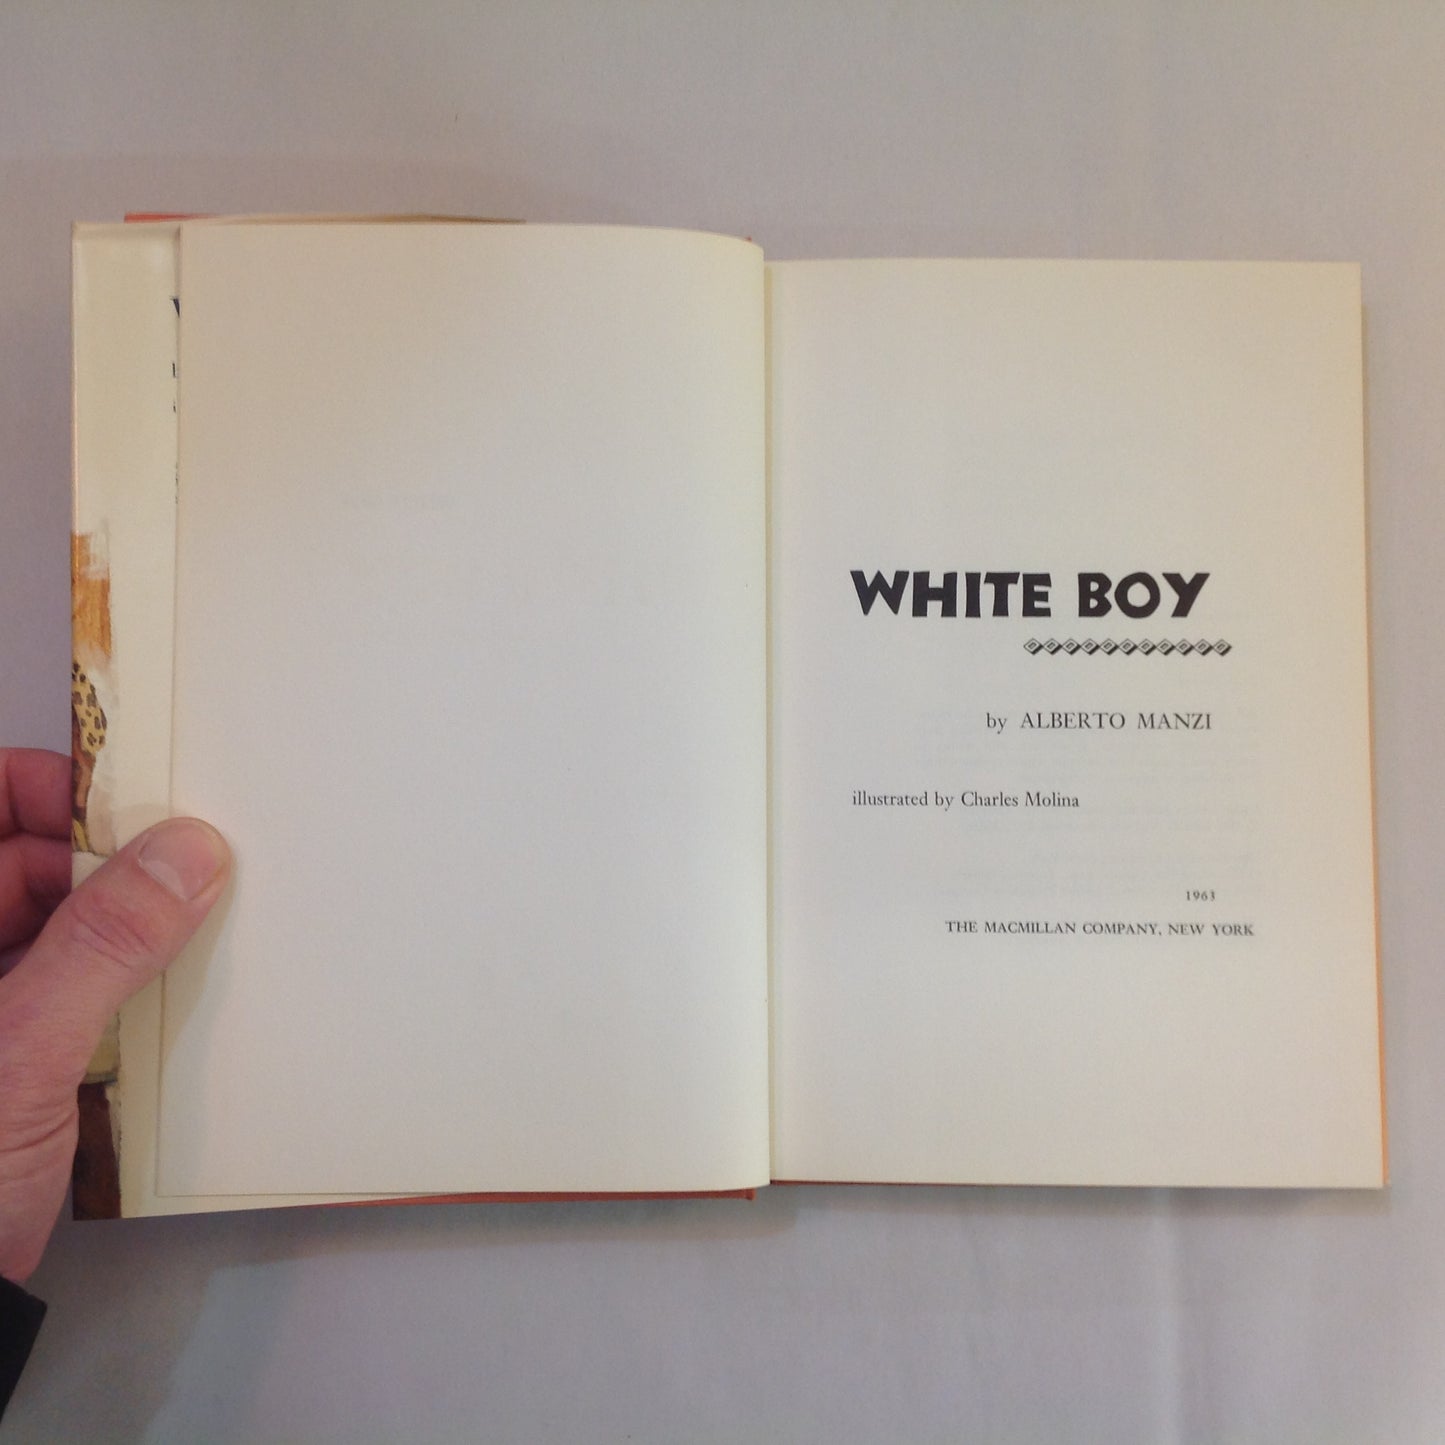 WHITE BOY
by ALBERTO MANZI
illustrated by Charles Molina
1963
THE MACMILLAN COMPANY, NEW YORK